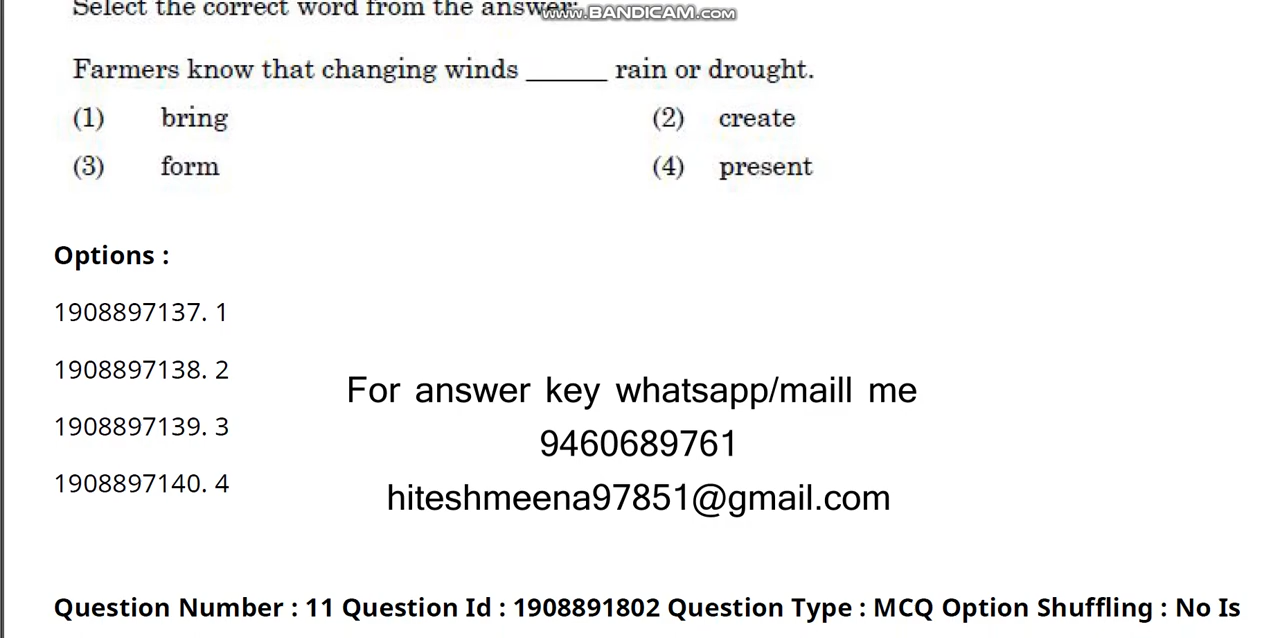 Select the correct word from the answer:
www.BANDICAM.com
Farmers know that changing winds ______ rain or drought.
(1) bring (2) create
(3) form (4) present
Options :
1908897137. 1
1908897138. 2
1908897139. 3
1908897140. 4
For answer key whatsapp/maill me
9460689761
hiteshmeena97851@gmail.com
Question Number : 11 Question Id : 1908891802 Question Type : MCQ Option Shuffling : No Is